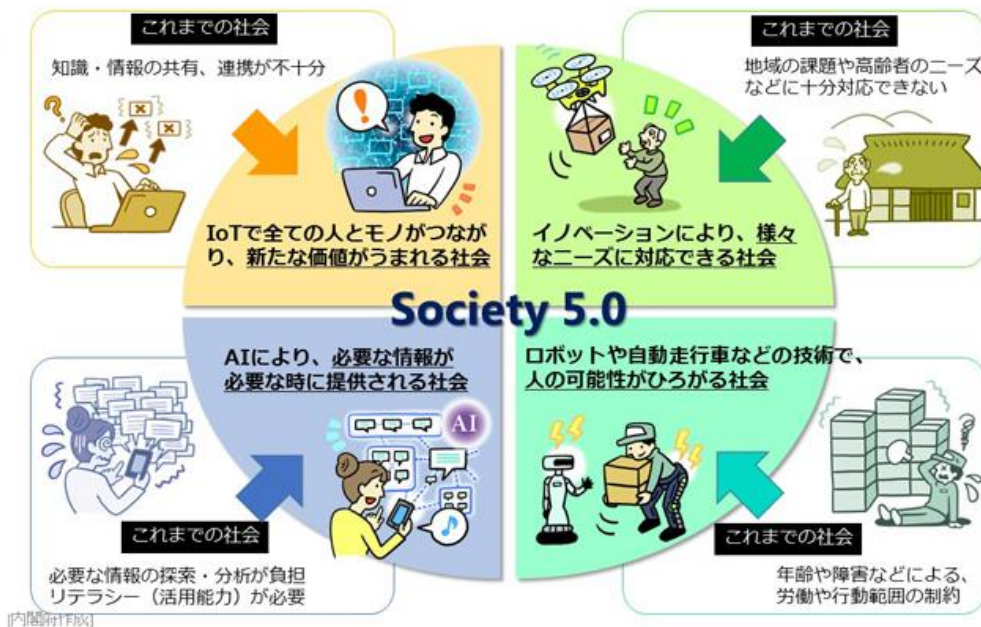 これまでの社会
知識・情報の共有、連携が不十分
IoTで全ての人とモノがつなが
り、新たな価値がうまれる社会
これまでの社会
地域の課題や高齢者のニーズ
などに十分対応できない
イノベーションにより、様々
なニーズに対応できる社会
Society 5.0
AIにより、必要な情報が
必要な時に提供される社会
AI
これまでの社会
必要な情報の探索・分析が負担
リテラシー（活用能力）が必要
ロボットや自動走行車などの技術で、
人の可能性がひろがる社会
これまでの社会
年齢や障害などによる、
労働や行動範囲の制約
[内閣府作成]